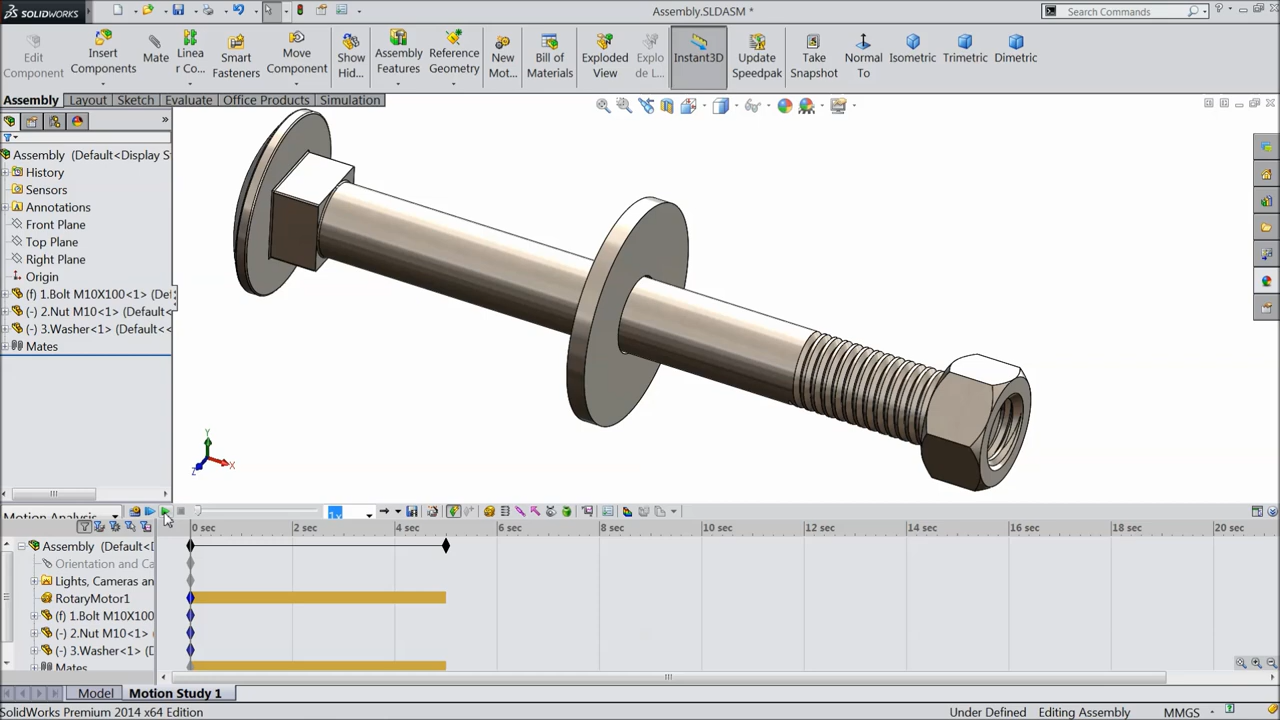 SOLIDWORKS
Assembly.SLDASM *
Search Commands
Edit Component
Insert Components
Mate
Linea r Co...
Smart Fasteners
Move Component
Show Hid...
Assembly Features
Reference Geometry
New Mot...
Bill of Materials
Exploded View
Explo de L...
Instant3D
Update Speedpak
Take Snapshot
Normal To
Isometric
Trimetric
Dimetric
Assembly Layout Sketch Evaluate Office Products Simulation
Assembly (Default<Display S
History
Sensors
Annotations
Front Plane
Top Plane
Right Plane
Origin
(f) 1.Bolt M10X100<1> (Def
(-) 2.Nut M10<1> (Default<
(-) 3.Washer<1> (Default<<
Mates
Y
X
Z
Motion Analysis
0 sec 2 sec 4 sec 6 sec 8 sec 10 sec 12 sec 14 sec 16 sec 18 sec 20 sec
Assembly (Default<D
Orientation and Ca
Lights, Cameras an
RotaryMotor1
(f) 1.Bolt M10X100
(-) 2.Nut M10<1> (
(-) 3.Washer<1> (D
Mates
Model Motion Study 1
SolidWorks Premium 2014 x64 Edition
Under Defined Editing Assembly MMGS